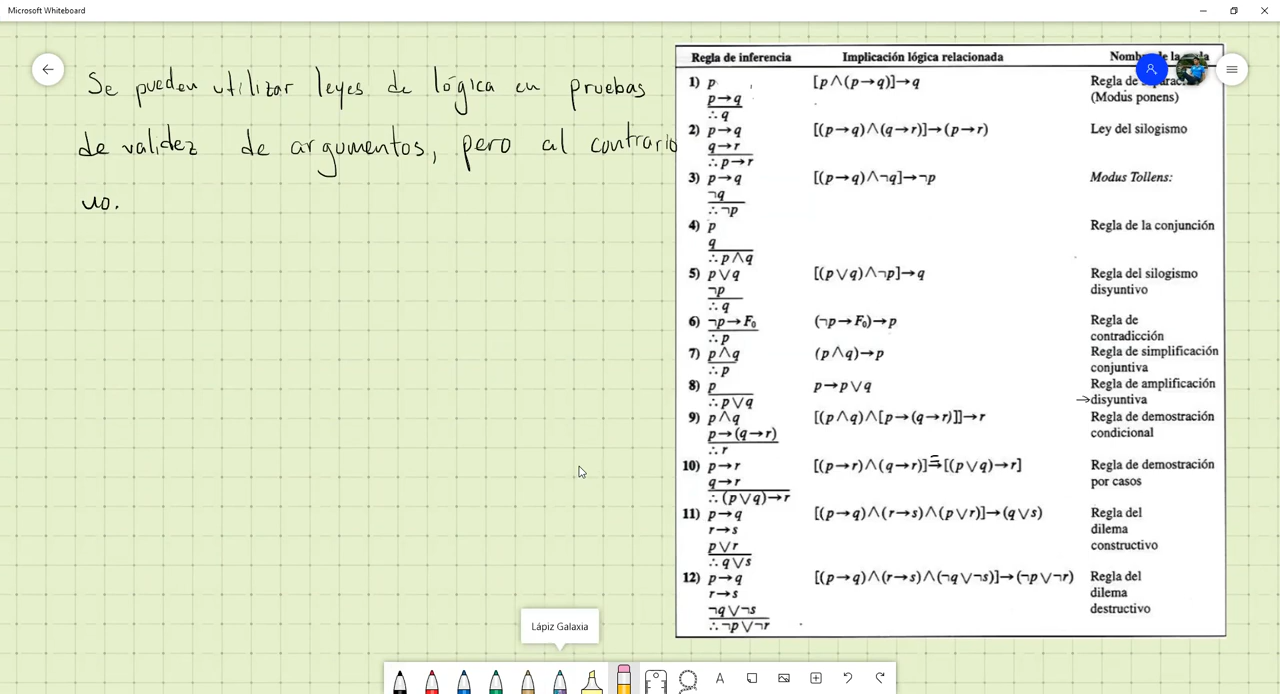 Microsoft Whiteboard
Se pueden utilizar leyes de lógica en pruebas
de validez de argumentos, pero al contrario
no.
Regla de inferencia Implicación lógica relacionada la
1) p [p∧(p→q)]→q Regla de
p→q (Modus ponens)
∴q
2) p→q [(p→q)∧(q→r)]→(p→r) Ley del silogismo
q→r
∴p→r
3) p→q [(p→q)∧¬q]→¬p Modus Tollens:
¬q
∴¬p
4) p Regla de la conjunción
q
∴p∧q
5) p∨q [(p∨q)∧¬p]→q Regla del silogismo
¬p disyuntivo
∴q
6) ¬p→F₀ (¬p→F₀)→p Regla de
∴p contradicción
7) p∧q (p∧q)→p Regla de simplificación
∴p conjuntiva
8) p p→p∨q Regla de amplificación
∴p∨q →disyuntiva
9) p∧q [(p∧q)∧[p→(q→r)]]→r Regla de demostración
p→(q→r) condicional
∴r
10) p→r [(p→r)∧(q→r)]→[(p∨q)→r] Regla de demostración
q→r por casos
∴(p∨q)→r
11) p→q [(p→q)∧(r→s)∧(p∨r)]→(q∨s) Regla del
r→s dilema
p∨r constructivo
∴q∨s
12) p→q [(p→q)∧(r→s)∧(¬q∨¬s)]→(¬p∨¬r) Regla del
r→s dilema
¬q∨¬s destructivo
∴¬p∨¬r
Lápiz Galaxia